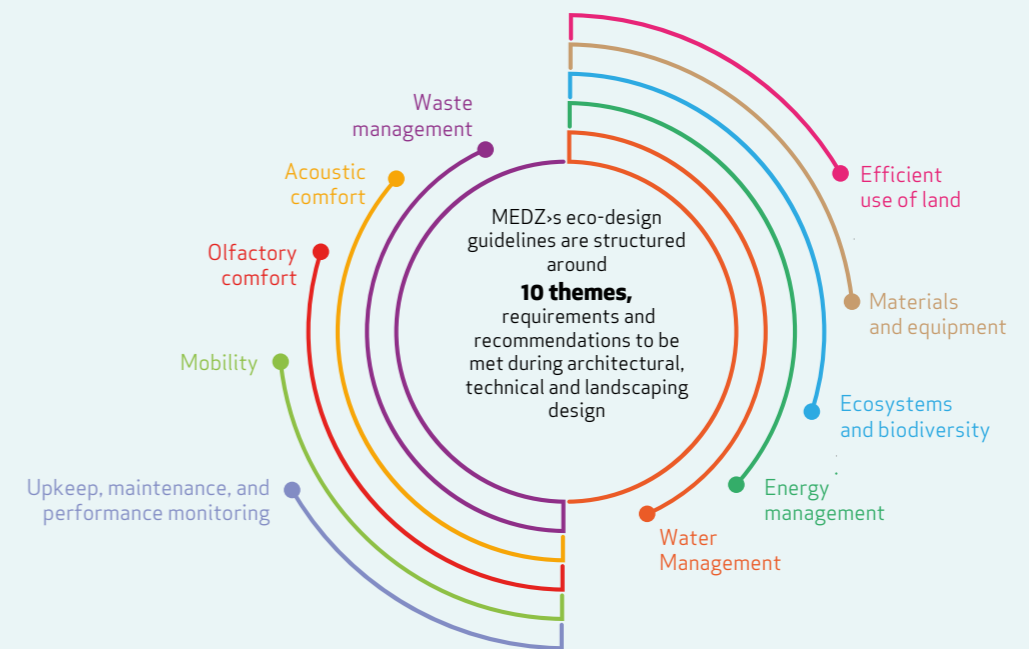 Waste
management
Acoustic
comfort
Olfactory
comfort
Mobility
Upkeep, maintenance, and
performance monitoring
MEDZ›s eco-design
guidelines are structured
around
10 themes,
requirements and
recommendations to be
met during architectural,
technical and landscaping
design
Efficient
use of land
Materials
and equipment
Ecosystems
and biodiversity
Energy
management
Water
Management